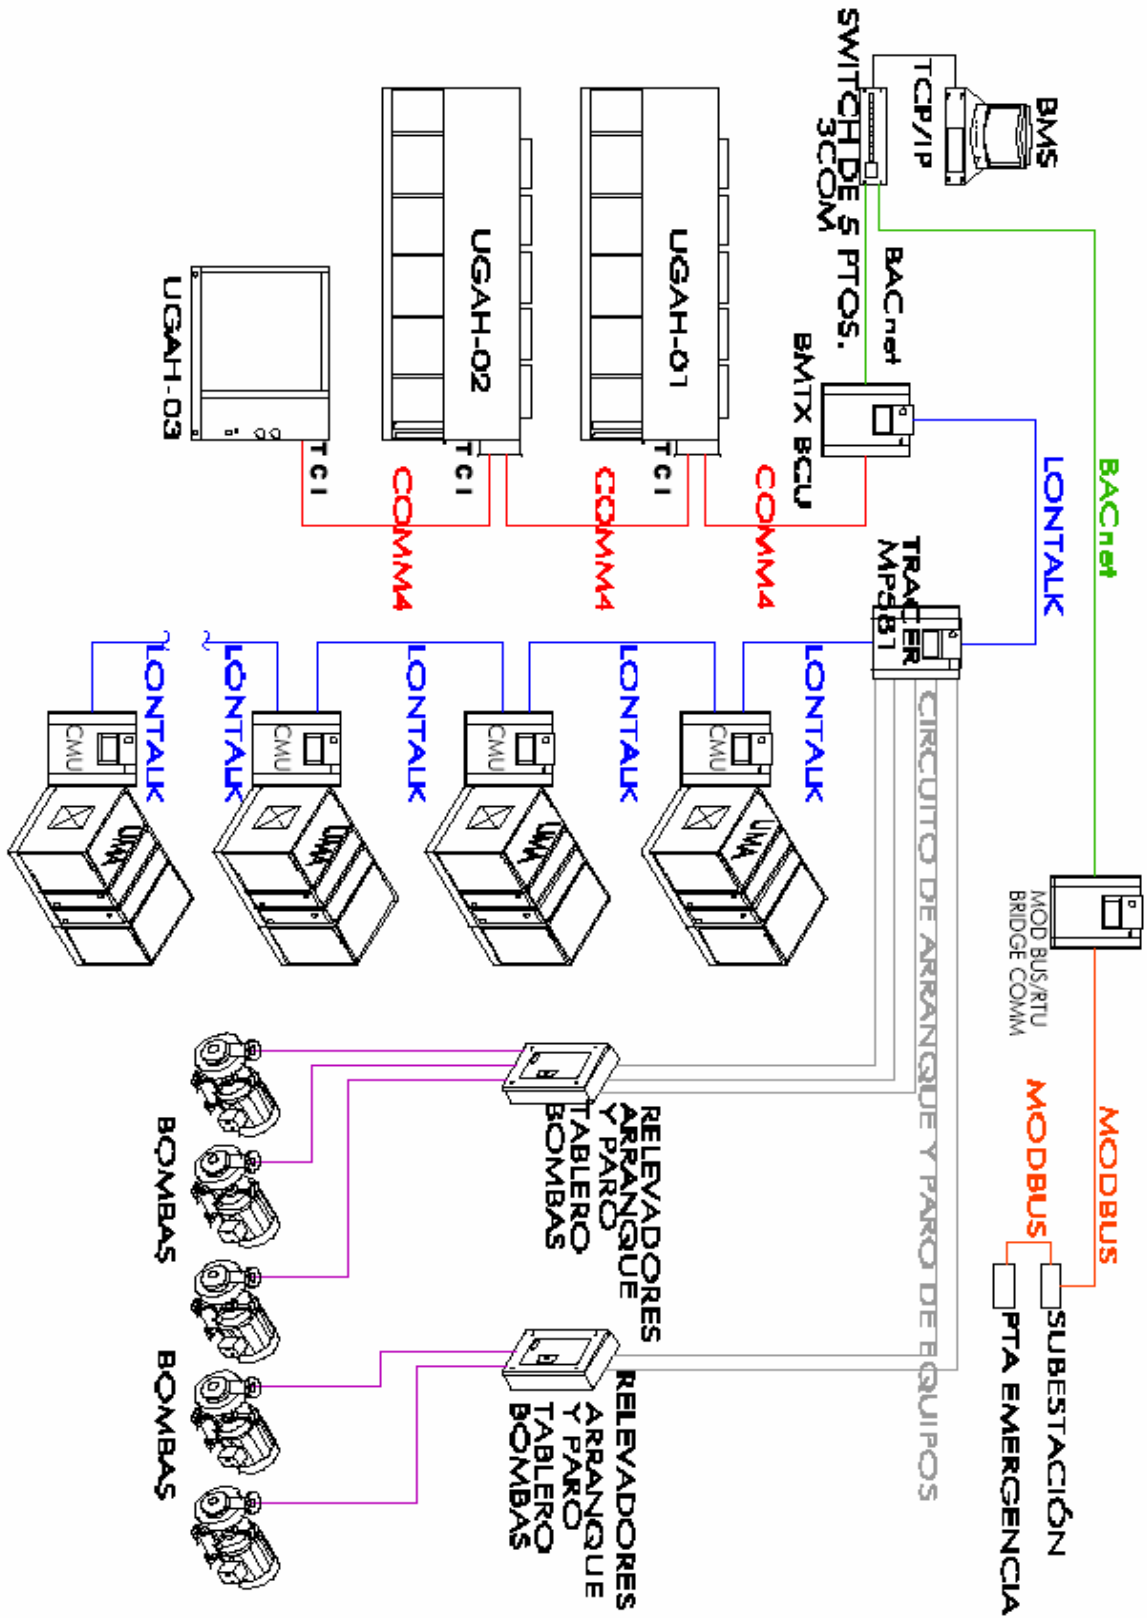 BMS
TCP/IP
SWITCH DE 5 PTOS.
3COM
BACnet
BACnet
BMTX BCU
LONTALK
MOD BUS/RTU
BRIDGE COMM
MODBUS
MODBUS
SUBESTACIÓN
PTA EMERGENCIA
UGAH-01
TCI
COMM4
UGAH-02
TCI
COMM4
UGAH-03
TCI
COMM4
TRACER
MP581
CIRCUITO DE ARRANQUE Y PARO DE EQUIPOS
LONTALK
LONTALK
LONTALK
LONTALK
LONTALK
CMU
UMA
CMU
UMA
CMU
UMA
CMU
UMA
RELEVADORES
ARRANQUE
Y PARO
TABLERO
BOMBAS
RELEVADORES
ARRANQUE
Y PARO
TABLERO
BOMBAS
BOMBAS
BOMBAS